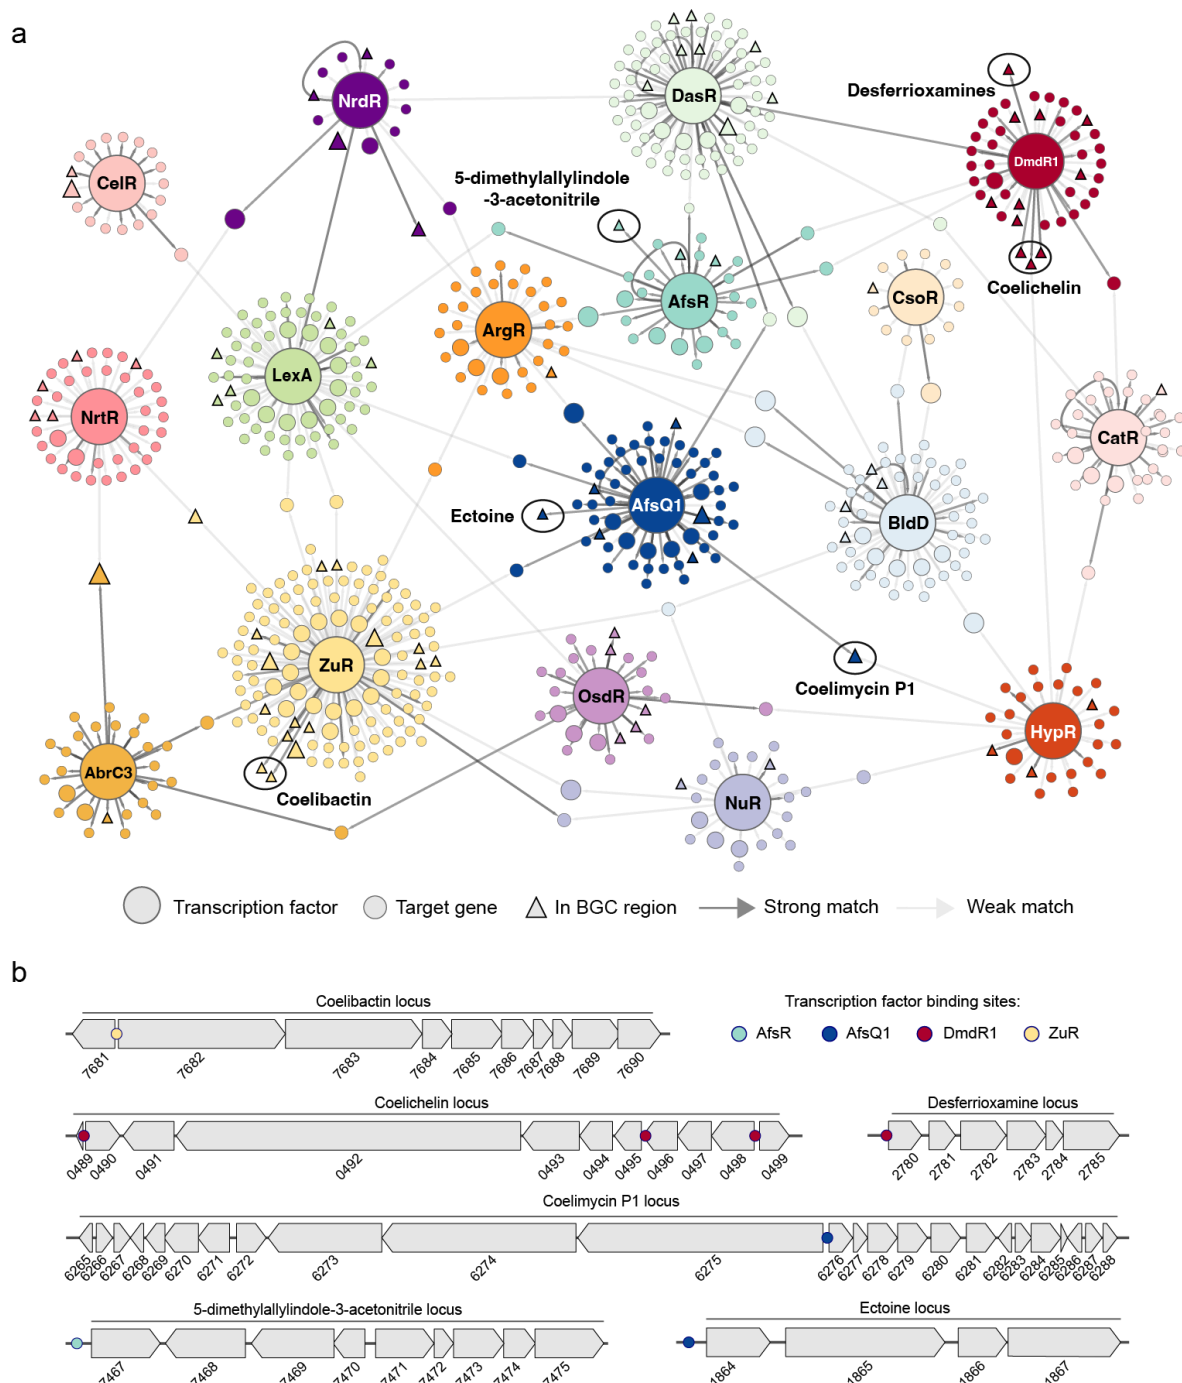 a
NrdR
DasR
Desferrioxamines
DmdR1
CelR
5-dimethylallylindole
-3-acetonitrile
Coelichelin
CsoR
AfsR
ArgR
LexA
NrtR
CatR
AfsQ1
Ectoine
BldD
ZuR
OsdR
Coelimycin P1
HypR
AbrC3
Coelibactin
NuR
Transcription factor
Target gene
In BGC region
Strong match
Weak match
b
Coelibactin locus
7681 7682 7683 7684 7685 7686 7687 7688 7689 7690
Transcription factor binding sites:
AfsR AfsQ1 DmdR1 ZuR
Coelichelin locus
0489 0490 0491 0492 0493 0494 0495 0496 0497 0498 0499
Desferrioxamine locus
2780 2781 2782 2783 2784 2785
Coelimycin P1 locus
6265 6266 6267 6268 6269 6270 6271 6272 6273 6274 6275 6276 6277 6278 6279 6280 6281 6282 6283 6284 6285 6286 6287 6288
5-dimethylallylindole-3-acetonitrile locus
7467 7468 7469 7470 7471 7472 7473 7474 7475
Ectoine locus
1864 1865 1866 1867